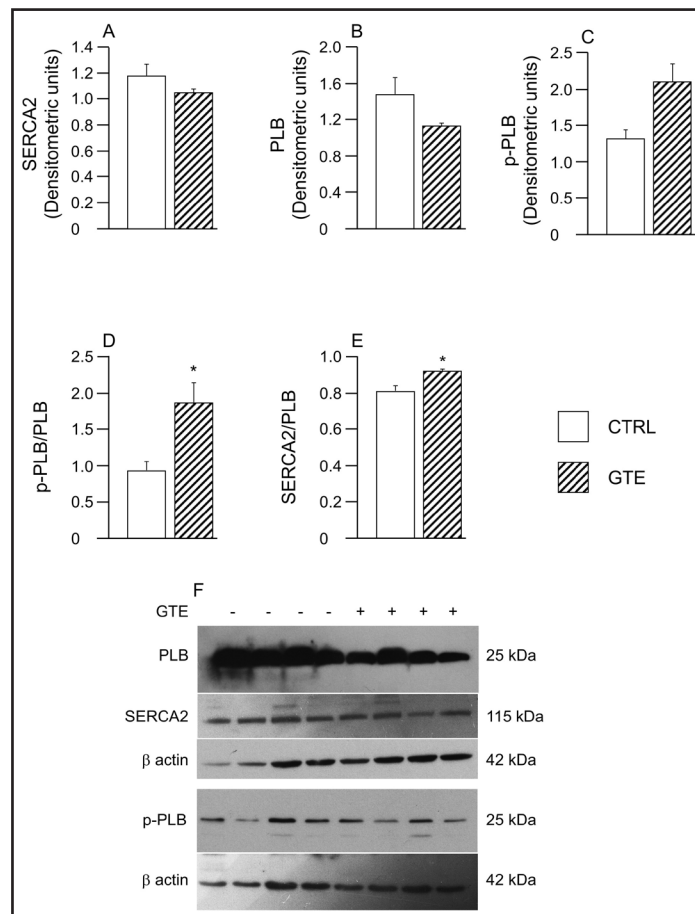 A
SERCA2
(Densitometric units)
1.4
1.2
1.0
0.8
0.6
0.4
0.2
0
B
PLB
(Densitometric units)
2.0
1.6
1.2
0.8
0.4
0
C
p-PLB
(Densitometric units)
2.5
2.0
1.5
1.0
0.5
0
D
p-PLB/PLB
2.5
2.0
1.5
1.0
0.5
0
*
E
SERCA2/PLB
1.0
0.8
0.6
0.4
0.2
0
*
CTRL
GTE
F
GTE - - - - + + + +
PLB 25 kDa
SERCA2 115 kDa
β actin 42 kDa
p-PLB 25 kDa
β actin 42 kDa